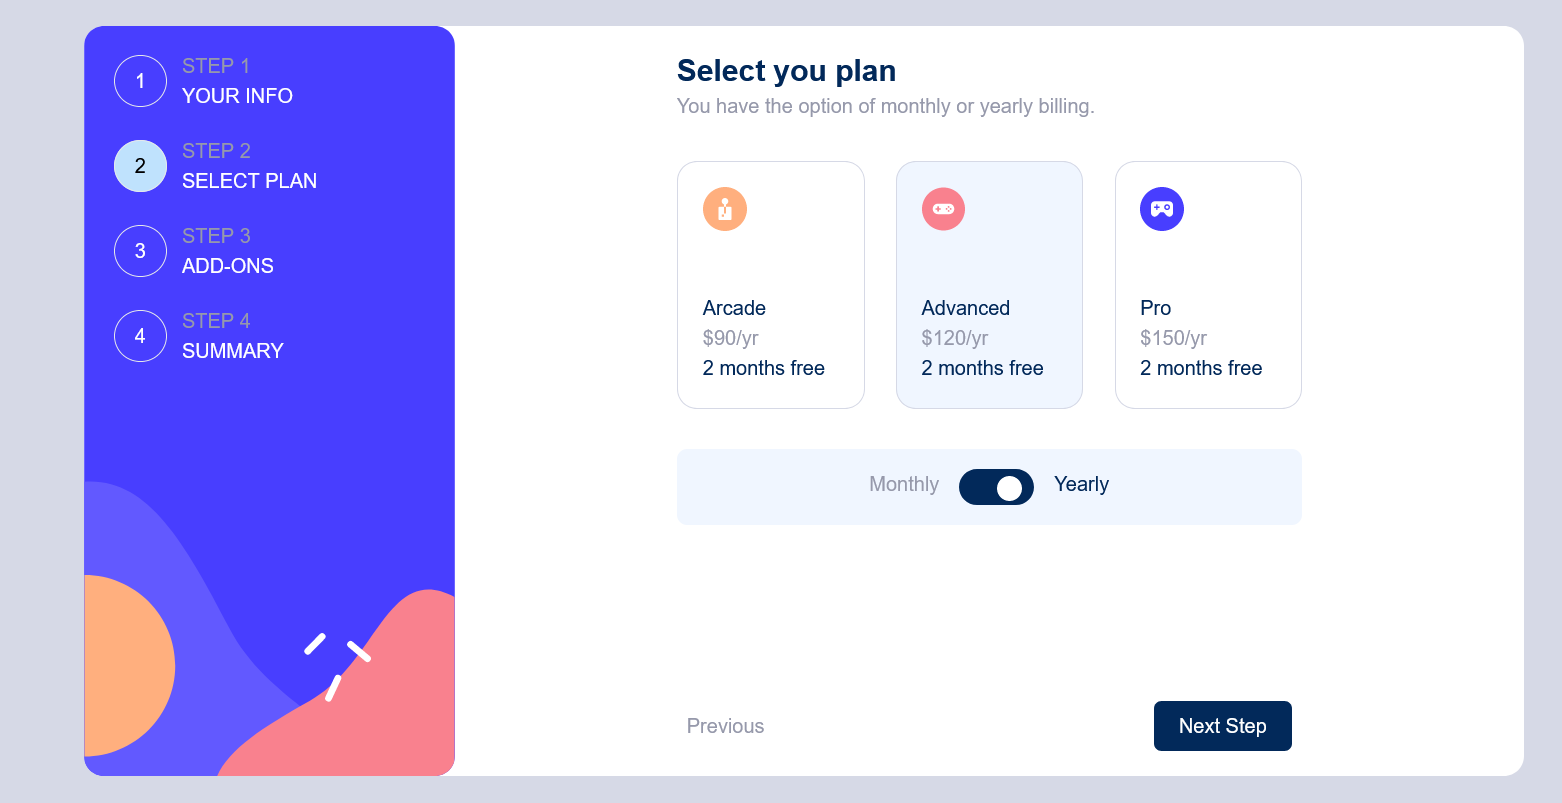 1
STEP 1
YOUR INFO
2
STEP 2
SELECT PLAN
3
STEP 3
ADD-ONS
4
STEP 4
SUMMARY
Select you plan
You have the option of monthly or yearly billing.
Arcade
$90/yr
2 months free
Advanced
$120/yr
2 months free
Pro
$150/yr
2 months free
Monthly
Yearly
Previous
Next Step